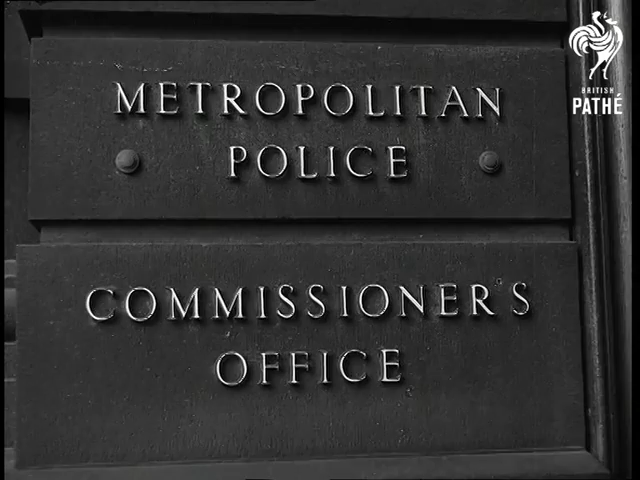 METROPOLITAN
POLICE
COMMISSIONER'S
OFFICE
BRITISH
PATHÉ